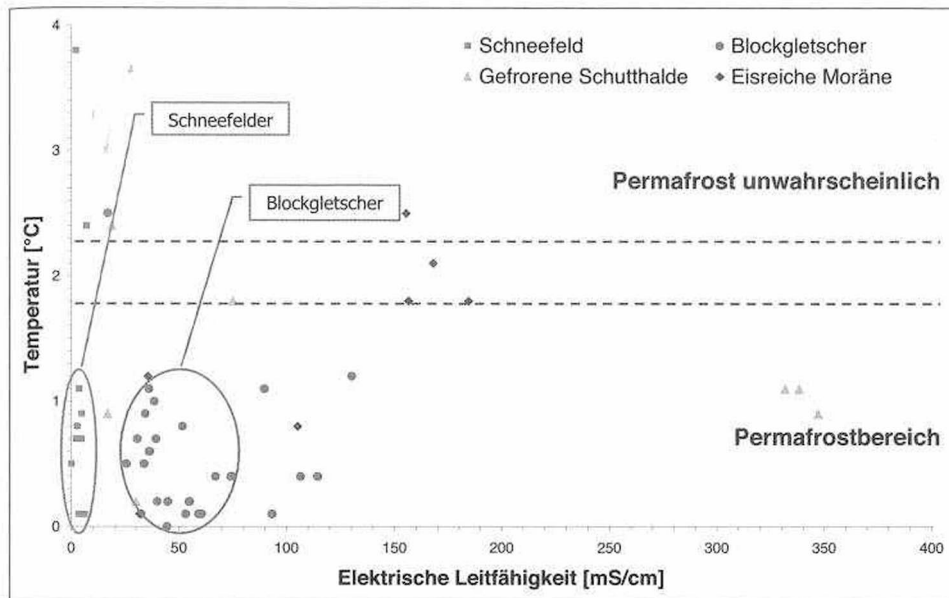 4
3
2
1
0
Temperatur [°C]
Schneefeld
Blockgletscher
Gefrorene Schutthalde
Eisreiche Moräne
Schneefelder
Blockgletscher
Permafrost unwahrscheinlich
Permafrostbereich
0 50 100 150 200 250 300 350 400
Elektrische Leitfähigkeit [mS/cm]